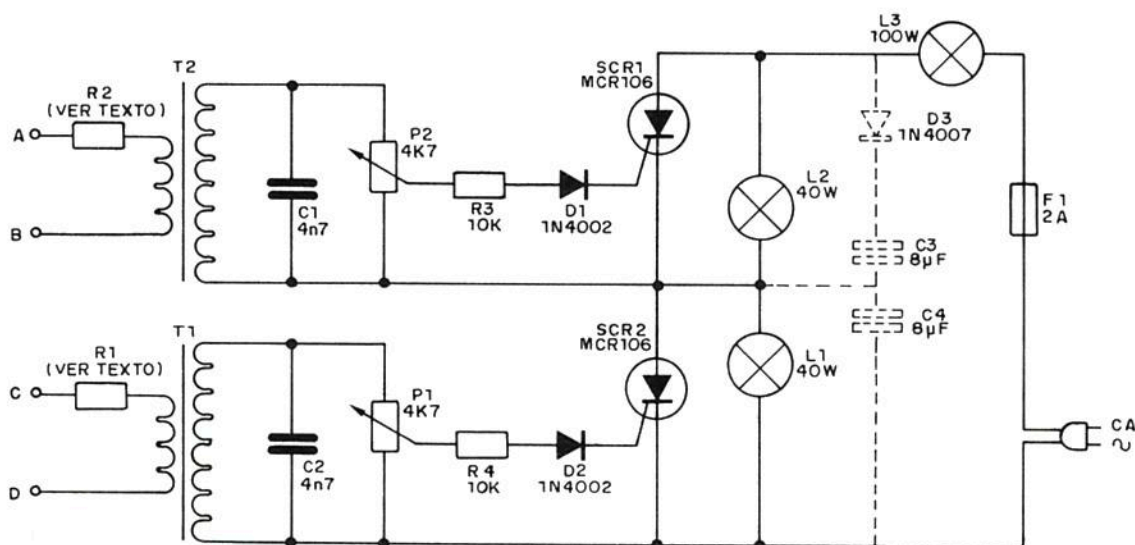 L3
100W
T2
R2
(VER TEXTO)
A
B
C1
4n7
P2
4K7
R3
10K
D1
1N4002
SCR1
MCR106
L2
40W
D3
1N4007
C3
8µF
F1
2A
T1
R1
(VER TEXTO)
C
D
C2
4n7
P1
4K7
R4
10K
D2
1N4002
SCR2
MCR106
L1
40W
C4
8µF
CA
∿